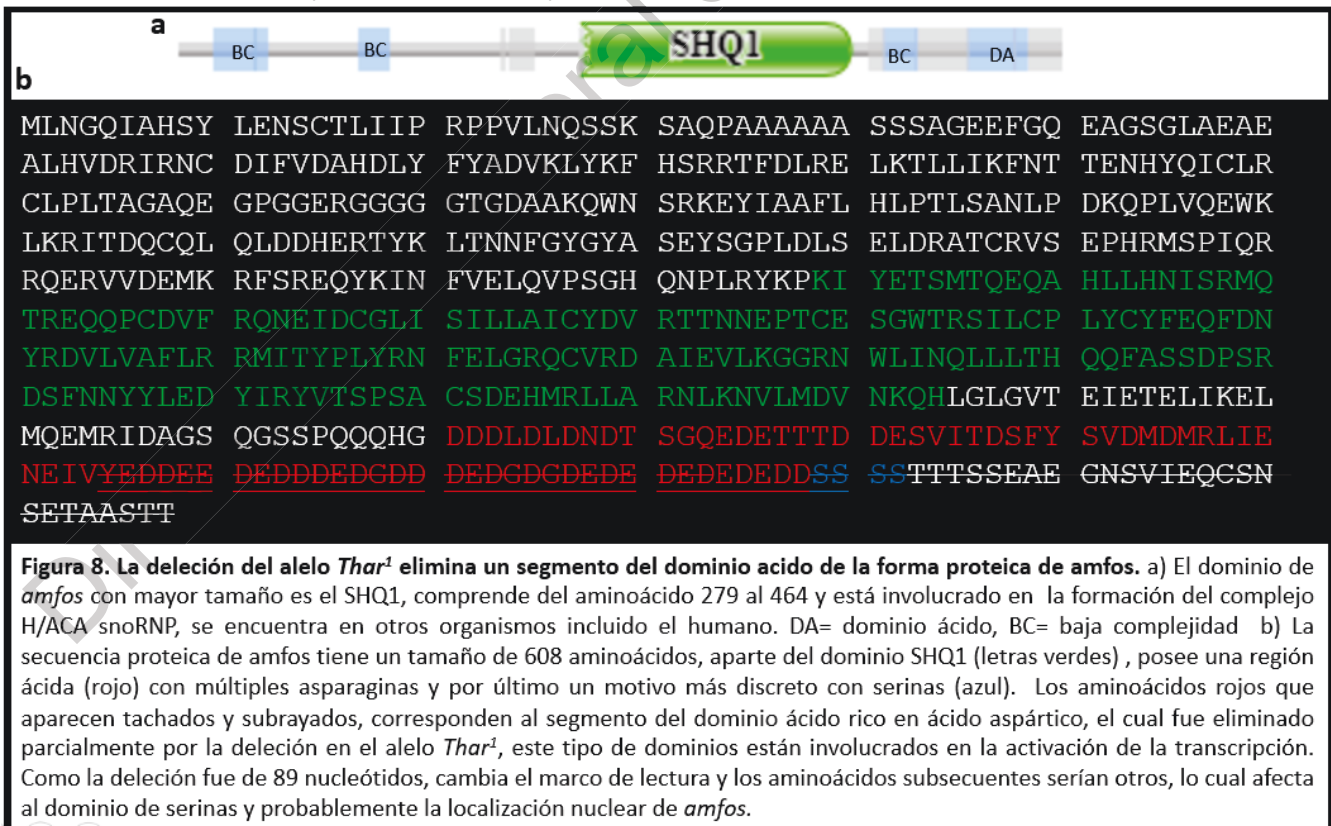 a
BC BC SHQ1 BC DA
b
MLNGQIAHSY LENSCTLIIP RPPVLNQSSK SAQPAAAAAA SSSAGEEFGQ EAGSGLAEAE
ALHVDRIRNC DIFVDAHDLY FYADVKLYKF HSRRTFDLRE LKTLLIKFNT TENHYQICLR
CLPLTAGAQE GPGGERGGGG GTGDAAKQWN SRKEYIAAFL HLPTLSANLP DKQPLVQEWK
LKRITDQCQL QLDDHERTYK LTNNFGYGYA SEYSGPLDLS ELDRATCRVS EPHRMSPIQR
RQERVVDEMK RFSREQYKIN FVELQVPSGH QNPLRYKPKI YETSMTQEQA HLLHNISRMQ
TREQQPCDVF RQNEIDCGLI SILLAICYDV RTTNNEPTCE SGWTRSILCP LYCYFEQFDN
YRDVLVAFLR RMITYPLYRN FELGRQCVRD AIEVLKGGRN WLINQLLLTH QQFASSDPSR
DSFNNYYLED YIRYVTSPSA CSDEHMRLLA RNLKNVLMDV NKQHLGLGVT EIETELIKEL
MQEMRIDAGS QGSSPQQQHG DDDLDLDNDT SGQEDETTTD DESVITDSFY SVDMDMRLIE
NEIVYEDDEE DEDDDEDGDD DEDGDGDEDE DEDEDEDDSS SSTTTSSEAE GNSVIEQCSN
SETAASTT
Figura 8. La deleción del alelo Thar1 elimina un segmento del dominio acido de la forma proteica de amfos. a) El dominio de
amfos con mayor tamaño es el SHQ1, comprende del aminoácido 279 al 464 y está involucrado en la formación del complejo
H/ACA snoRNP, se encuentra en otros organismos incluido el humano. DA= dominio ácido, BC= baja complejidad b) La
secuencia proteica de amfos tiene un tamaño de 608 aminoácidos, aparte del dominio SHQ1 (letras verdes) , posee una región
ácida (rojo) con múltiples asparaginas y por último un motivo más discreto con serinas (azul). Los aminoácidos rojos que
aparecen tachados y subrayados, corresponden al segmento del dominio ácido rico en ácido aspártico, el cual fue eliminado
parcialmente por la deleción en el alelo Thar1, este tipo de dominios están involucrados en la activación de la transcripción.
Como la deleción fue de 89 nucleótidos, cambia el marco de lectura y los aminoácidos subsecuentes serían otros, lo cual afecta
al dominio de serinas y probablemente la localización nuclear de amfos.